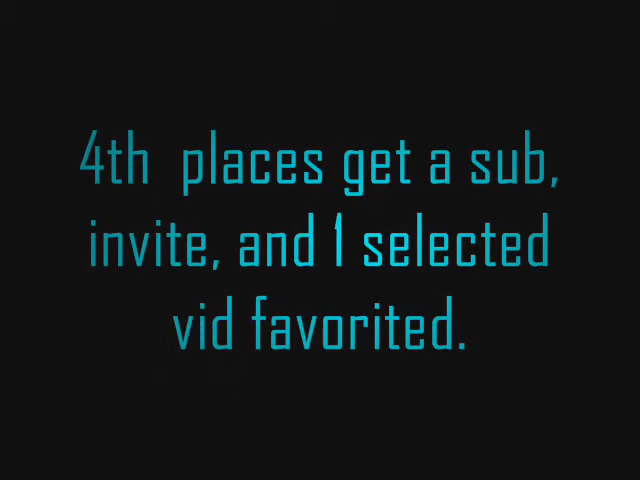 4th places get a sub,
invite, and 1 selected
vid favorited.